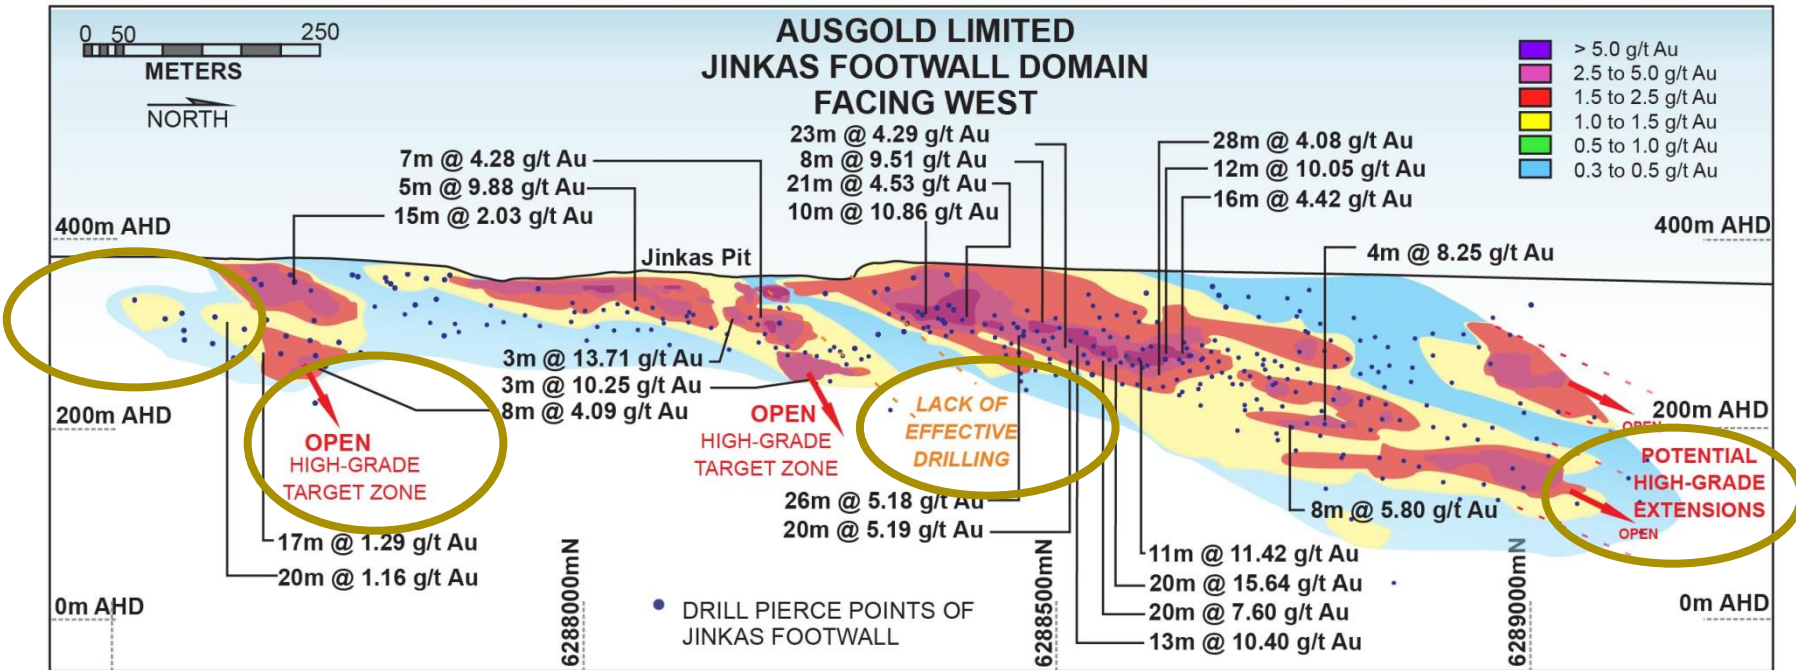 AUSGOLD LIMITED
JINKAS FOOTWALL DOMAIN
FACING WEST
0 50 250
METERS
NORTH
> 5.0 g/t Au
2.5 to 5.0 g/t Au
1.5 to 2.5 g/t Au
1.0 to 1.5 g/t Au
0.5 to 1.0 g/t Au
0.3 to 0.5 g/t Au
7m @ 4.28 g/t Au
5m @ 9.88 g/t Au
15m @ 2.03 g/t Au
23m @ 4.29 g/t Au
8m @ 9.51 g/t Au
21m @ 4.53 g/t Au
10m @ 10.86 g/t Au
28m @ 4.08 g/t Au
12m @ 10.05 g/t Au
16m @ 4.42 g/t Au
4m @ 8.25 g/t Au
400m AHD
400m AHD
Jinkas Pit
3m @ 13.71 g/t Au
3m @ 10.25 g/t Au
8m @ 4.09 g/t Au
200m AHD
200m AHD
OPEN
HIGH-GRADE
TARGET ZONE
OPEN
HIGH-GRADE
TARGET ZONE
LACK OF
EFFECTIVE
DRILLING
OPEN
POTENTIAL
HIGH-GRADE
EXTENSIONS
OPEN
26m @ 5.18 g/t Au
20m @ 5.19 g/t Au
8m @ 5.80 g/t Au
17m @ 1.29 g/t Au
20m @ 1.16 g/t Au
11m @ 11.42 g/t Au
20m @ 15.64 g/t Au
20m @ 7.60 g/t Au
13m @ 10.40 g/t Au
0m AHD
0m AHD
6288000mN
6288500mN
6289000mN
DRILL PIERCE POINTS OF
JINKAS FOOTWALL